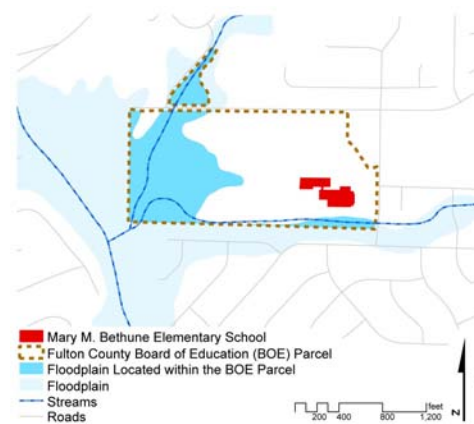 Mary M. Bethune Elementary School
Fulton County Board of Education (BOE) Parcel
Floodplain Located within the BOE Parcel
Floodplain
Streams
Roads
feet
200 400 800 1,200
N